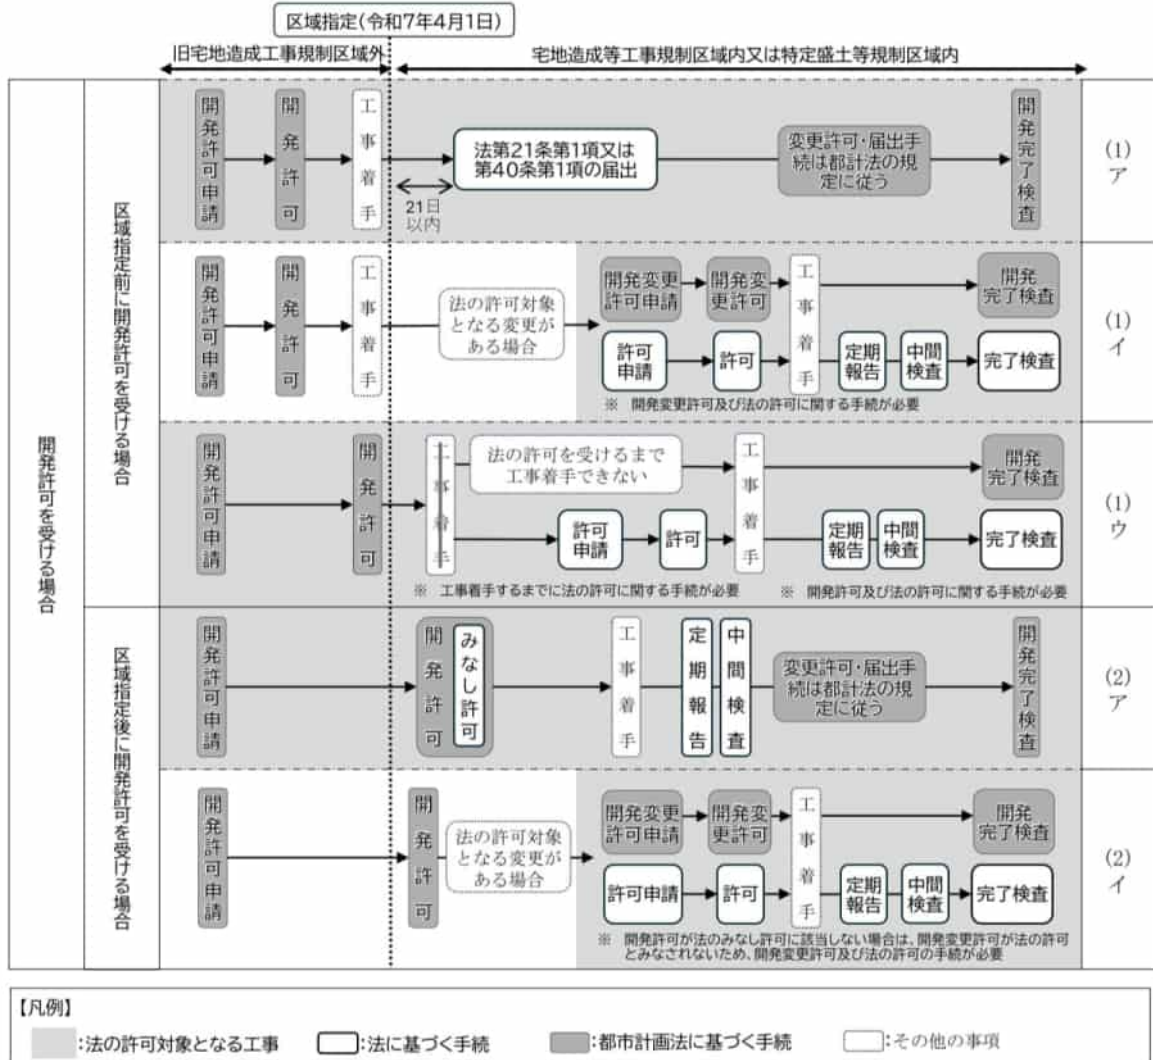 区域指定(令和7年4月1日)
旧宅地造成工事規制区域外
宅地造成等工事規制区域内又は特定盛土等規制区域内
開発許可を受ける場合
区域指定前に開発許可を受ける場合
開発許可申請
開発許可
工事着手
21日
以内
法第21条第1項又は
第40条第1項の届出
変更許可・届出手
続は都計法の規
定に従う
開発完了検査
(1)
ア
開発許可申請
開発許可
工事着手
法の許可対象
となる変更が
ある場合
開発変更
許可申請
開発変
更許可
工事着手
開発
完了検査
許可
申請
許可
定期
報告
中間
検査
完了検査
※ 開発変更許可及び法の許可に関する手続が必要
(1)
イ
開発許可申請
開発許可
工事着手
法の許可を受けるまで
工事着手できない
工事着手
開発
完了検査
許可
申請
許可
定期
報告
中間
検査
完了検査
※ 工事着手するまでに法の許可に関する手続が必要
※ 開発許可及び法の許可に関する手続が必要
(1)
ウ
区域指定後に開発許可を受ける場合
開発許可申請
開発許可
みなし許可
工事着手
定期報告
中間検査
変更許可・届出手
続は都計法の規
定に従う
開発完了検査
(2)
ア
開発許可申請
開発許可
法の許可対象
となる変更が
ある場合
開発変更
許可申請
開発変
更許可
工事着手
開発
完了検査
許可申請
許可
定期
報告
中間
検査
完了検査
※ 開発許可が法のみなし許可に該当しない場合は、開発変更許可が法の許可
とみなされないため、開発変更許可及び法の許可の手続が必要
(2)
イ
【凡例】
:法の許可対象となる工事
:法に基づく手続
:都市計画法に基づく手続
:その他の事項